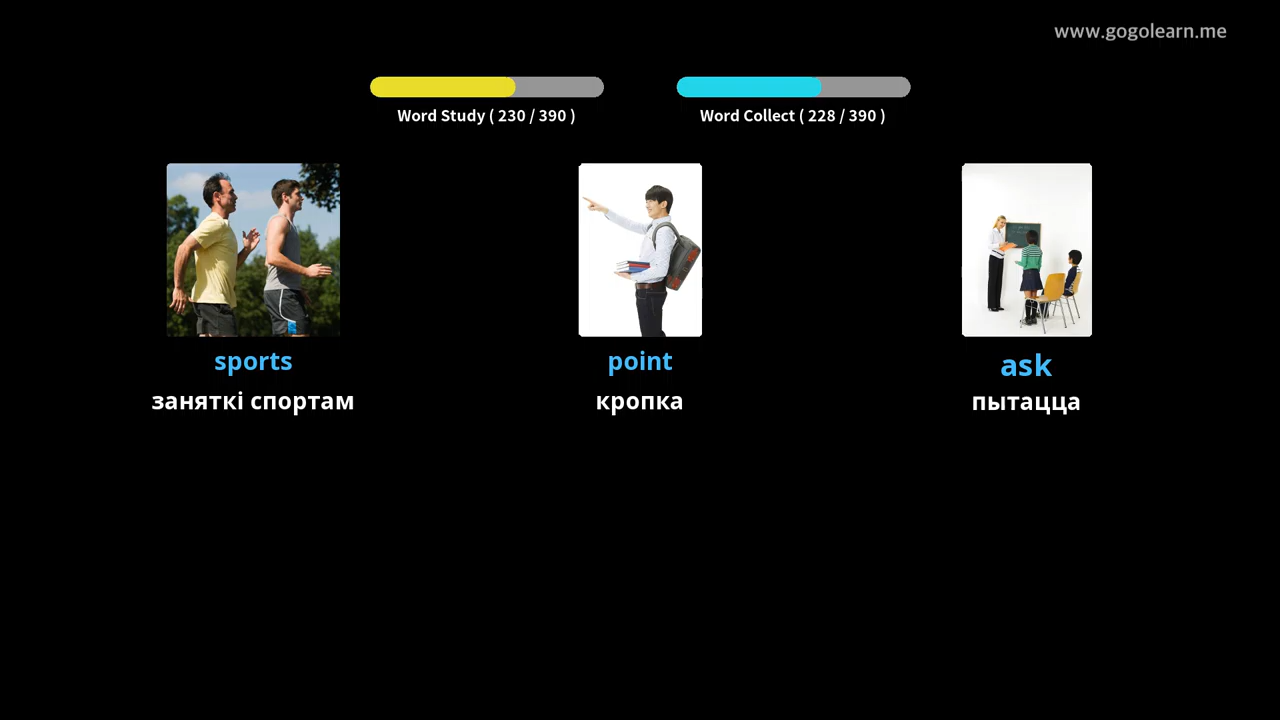 www.gogolearn.me
Word Study ( 230 / 390 )
Word Collect ( 228 / 390 )
sports
point
ask
заняткі спортам
кропка
пытацца